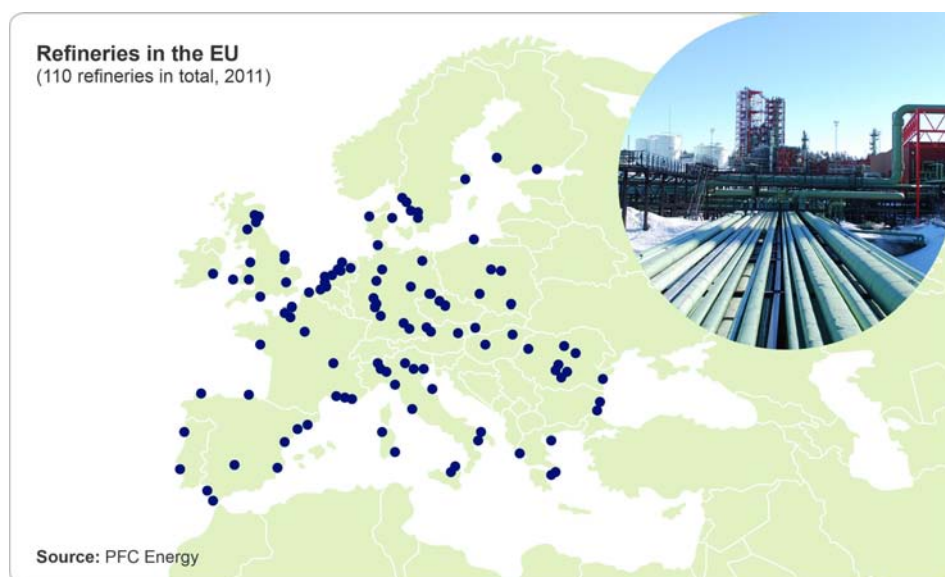 Refineries in the EU
(110 refineries in total, 2011)
Source: PFC Energy